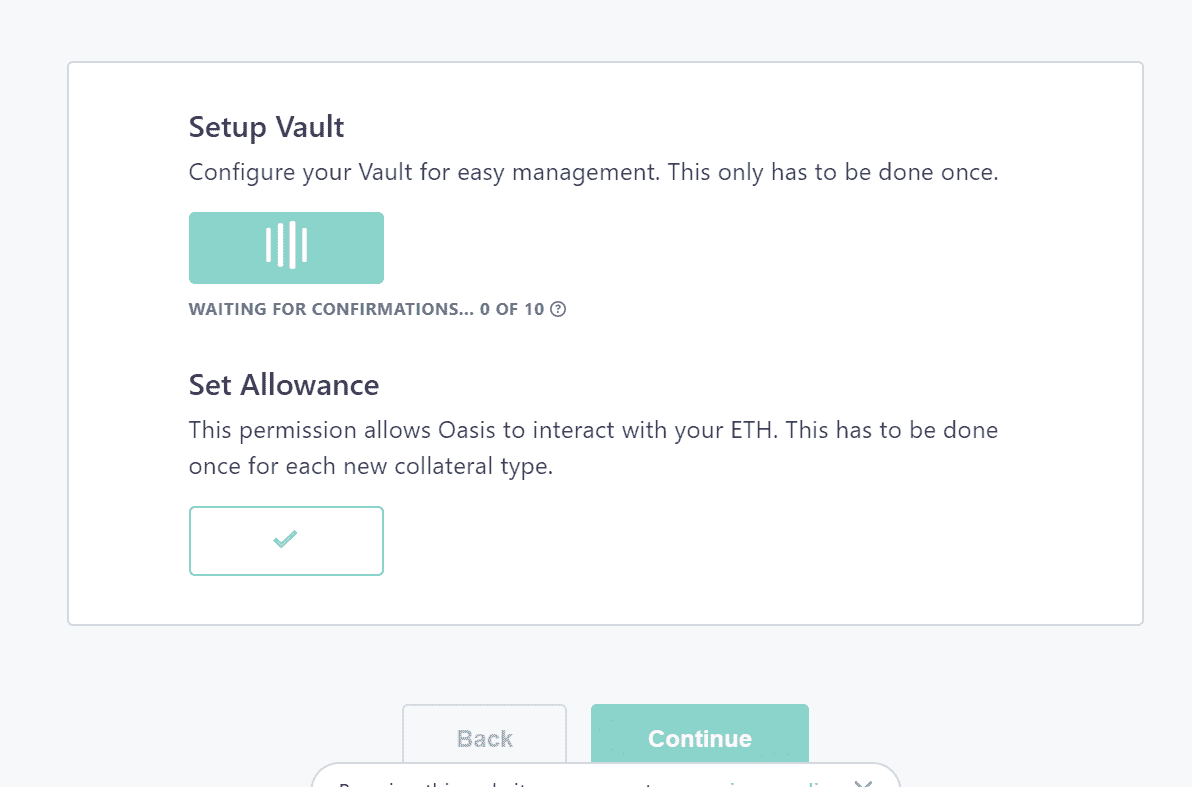 Setup Vault
Configure your Vault for easy management. This only has to be done once.
WAITING FOR CONFIRMATIONS... 0 OF 10 ?
Set Allowance
This permission allows Oasis to interact with your ETH. This has to be done
once for each new collateral type.
Back
Continue